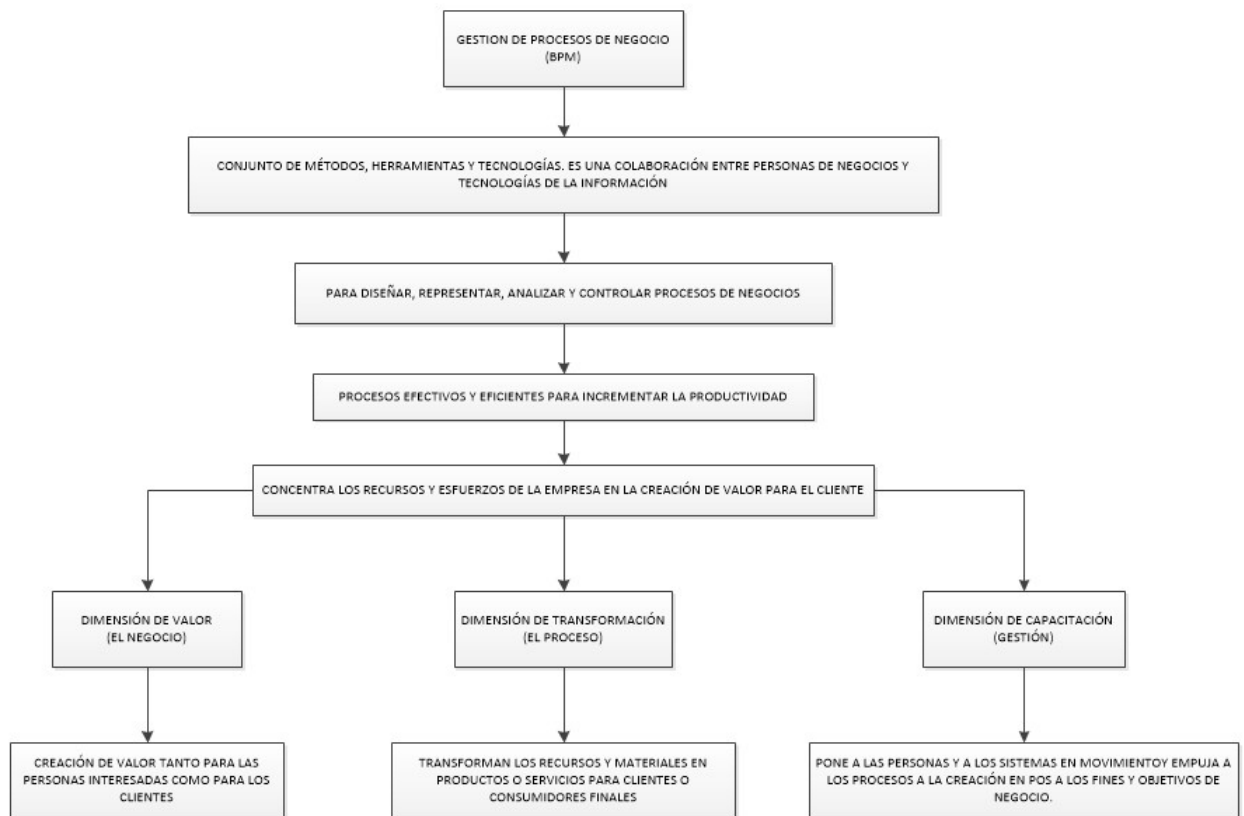 GESTION DE PROCESOS DE NEGOCIO
(BPM)
CONJUNTO DE MÉTODOS, HERRAMIENTAS Y TECNOLOGÍAS. ES UNA COLABORACIÓN ENTRE PERSONAS DE NEGOCIOS Y
TECNOLOGÍAS DE LA INFORMACIÓN
PARA DISEÑAR, REPRESENTAR, ANALIZAR Y CONTROLAR PROCESOS DE NEGOCIOS
PROCESOS EFECTIVOS Y EFICIENTES PARA INCREMENTAR LA PRODUCTIVIDAD
CONCENTRA LOS RECURSOS Y ESFUERZOS DE LA EMPRESA EN LA CREACIÓN DE VALOR PARA EL CLIENTE
DIMENSIÓN DE VALOR
(EL NEGOCIO)
DIMENSIÓN DE TRANSFORMACIÓN
(EL PROCESO)
DIMENSIÓN DE CAPACITACIÓN
(GESTIÓN)
CREACIÓN DE VALOR TANTO PARA LAS
PERSONAS INTERESADAS COMO PARA LOS
CLIENTES
TRANSFORMAN LOS RECURSOS Y MATERIALES EN
PRODUCTOS O SERVICIOS PARA CLIENTES O
CONSUMIDORES FINALES
PONE A LAS PERSONAS Y A LOS SISTEMAS EN MOVIMIENTOY EMPUJA A
LOS PROCESOS A LA CREACIÓN EN POS A LOS FINES Y OBJETIVOS DE
NEGOCIO.